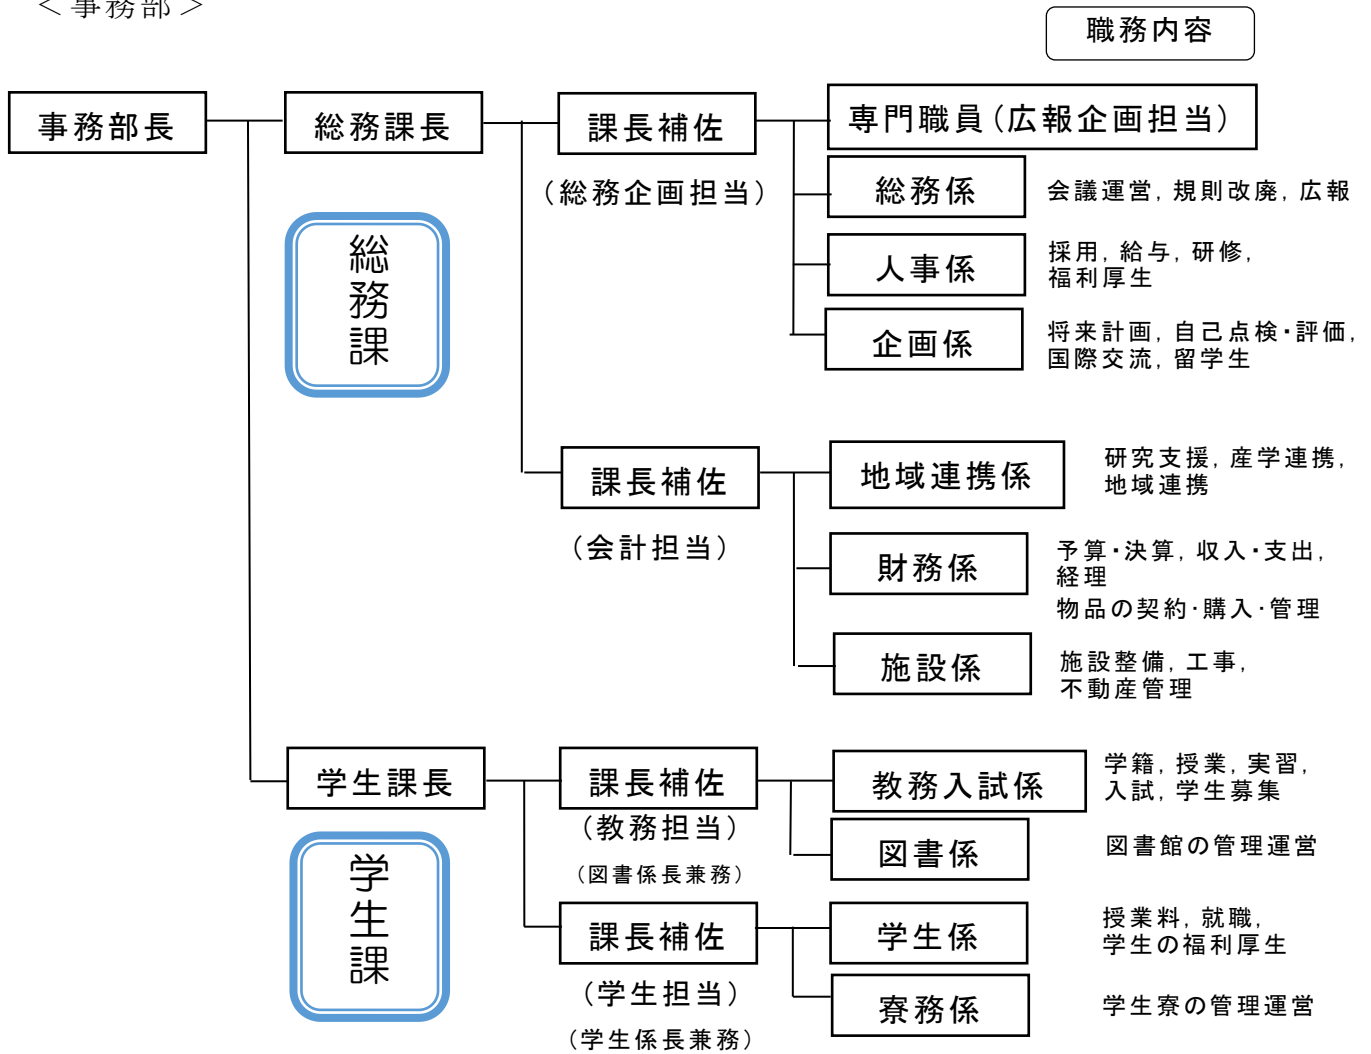 ＜事務部＞
職務内容
事務部長
総務課長
課長補佐
（総務企画担当）
専門職員（広報企画担当）
総務係
会議運営，規則改廃，広報
人事係
採用，給与，研修，
福利厚生
企画係
将来計画，自己点検・評価，
国際交流，留学生
総務課
課長補佐
（会計担当）
地域連携係
研究支援，産学連携，
地域連携
財務係
予算・決算，収入・支出，
経理
物品の契約・購入・管理
施設係
施設整備，工事，
不動産管理
学生課長
課長補佐
（教務担当）
（図書係長兼務）
教務入試係
学籍，授業，実習，
入試，学生募集
図書係
図書館の管理運営
学生課
課長補佐
（学生担当）
（学生係長兼務）
学生係
授業料，就職，
学生の福利厚生
寮務係
学生寮の管理運営